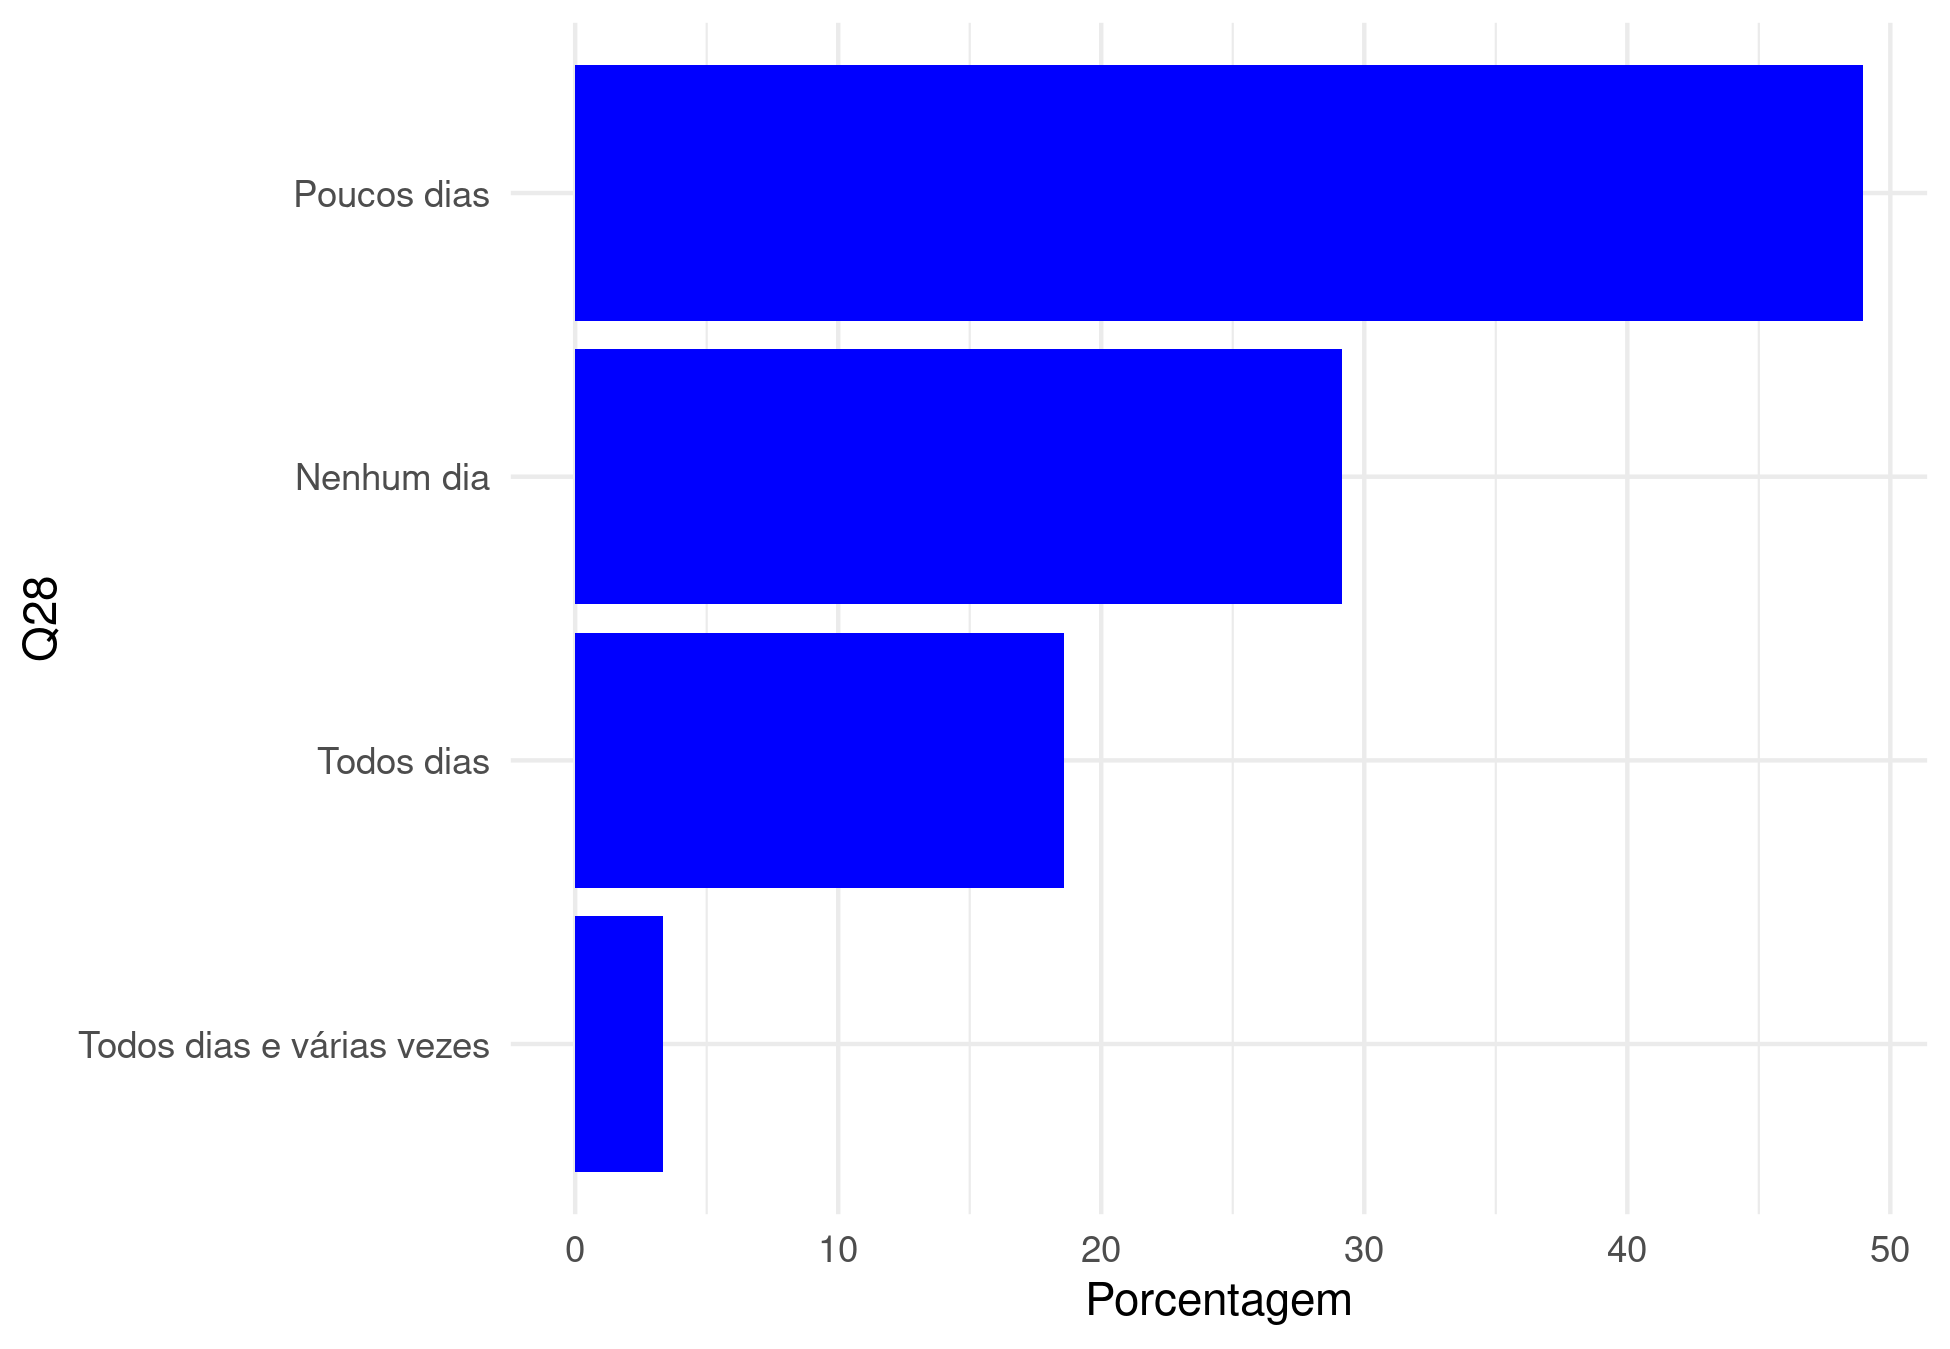 Poucos dias
Nenhum dia
Q28
Todos dias
Todos dias e várias vezes
0 10 20 30 40 50
Porcentagem